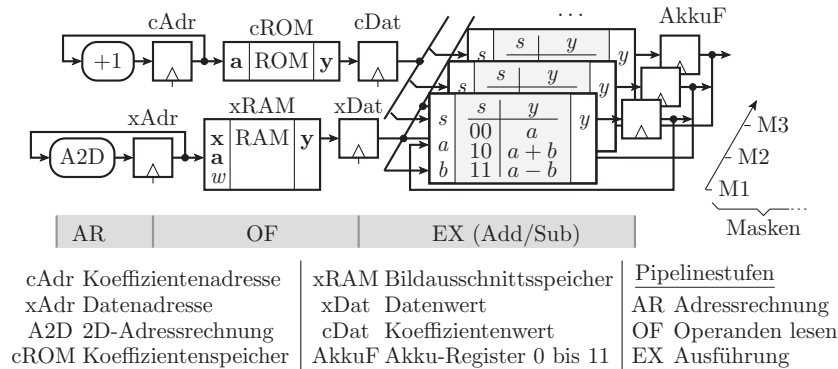 cAdr cROM cDat ⋯ AkkuF
+1 a ROM y
s s y y
s s y y
xAdr xRAM xDat
A2D x RAM y
a
w
s s y y
00 a
a 10 a + b
b 11 a − b
M3
M2
M1
Masken ⋯
AR OF EX (Add/Sub)
cAdr Koeffizientenadresse
xAdr Datenadresse
A2D 2D-Adressrechnung
cROM Koeffizientenspeicher
xRAM Bildausschnittsspeicher
xDat Datenwert
cDat Koeffizientenwert
AkkuF Akku-Register 0 bis 11
Pipelinestufen
AR Adressrechnung
OF Operanden lesen
EX Ausführung